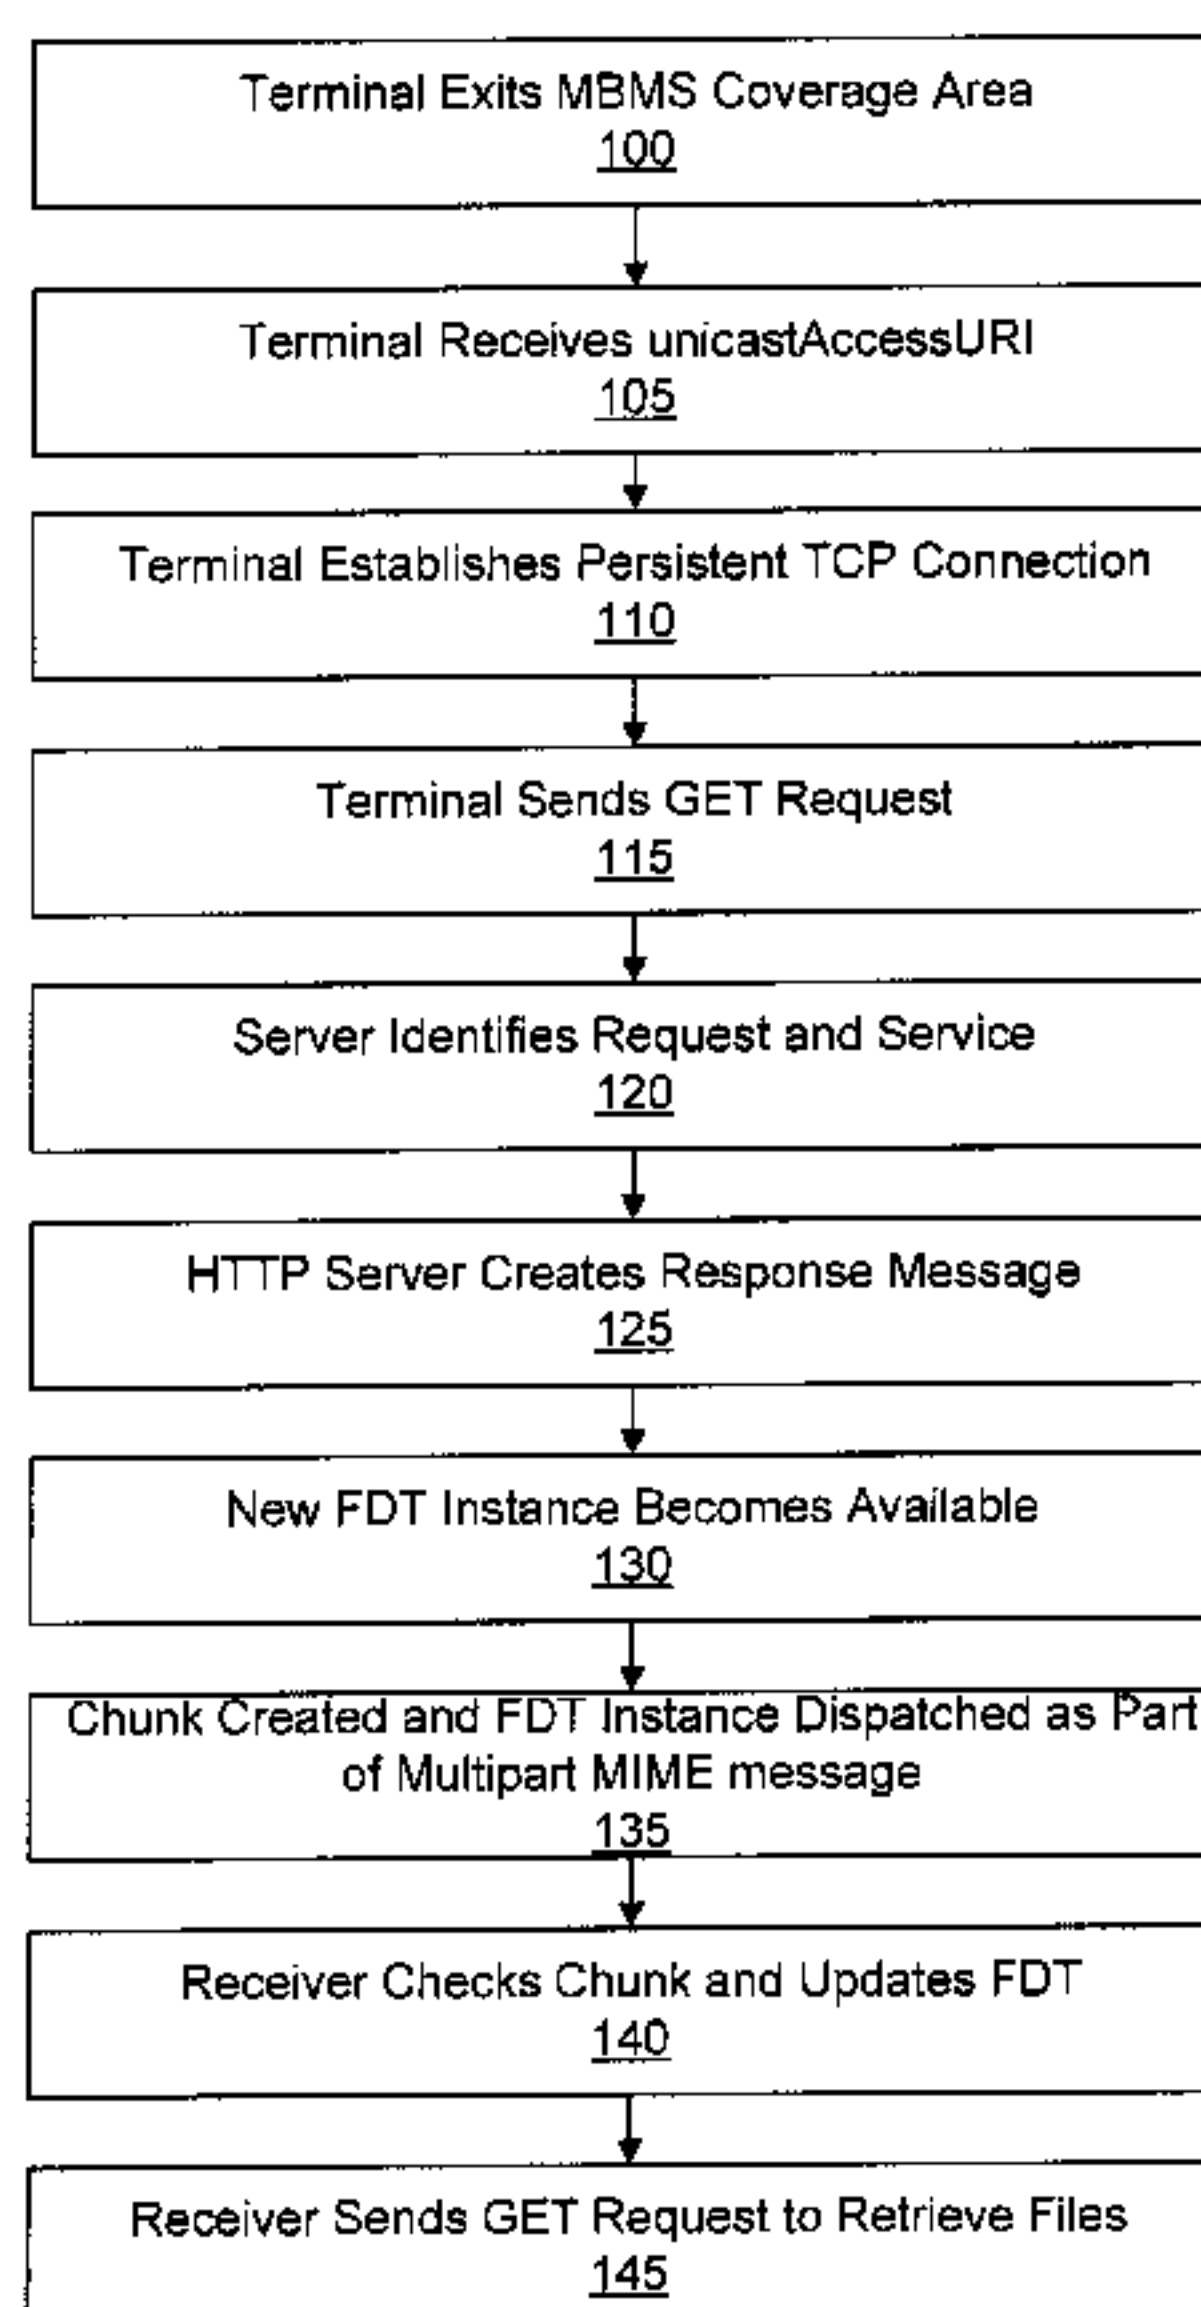 Terminal Exits MBMS Coverage Area
100
Terminal Receives unicastAccessURI
105
Terminal Establishes Persistent TCP Connection
110
Terminal Sends GET Request
115
Server Identifies Request and Service
120
HTTP Server Creates Response Message
125
New FDT Instance Becomes Available
130
Chunk Created and FDT Instance Dispatched as Part
of Multipart MIME message
135
Receiver Checks Chunk and Updates FDT
140
Receiver Sends GET Request to Retrieve Files
145